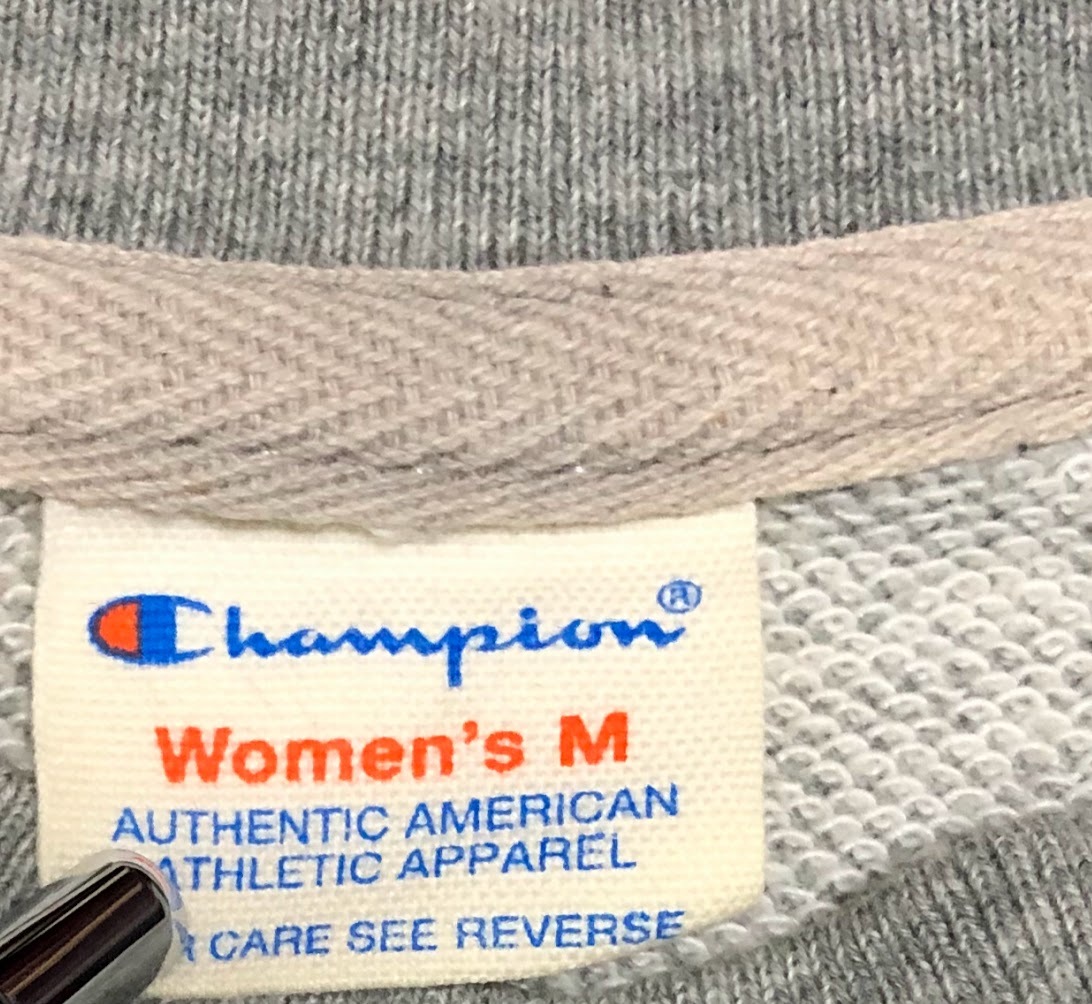 Champion®
Women's M
AUTHENTIC AMERICAN
ATHLETIC APPAREL
CARE SEE REVERSE